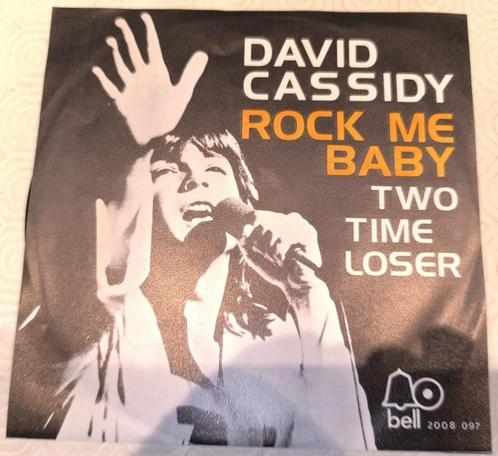 DAVID
CASSIDY
ROCK ME
BABY
TWO
TIME
LOSER
bell 2008 097